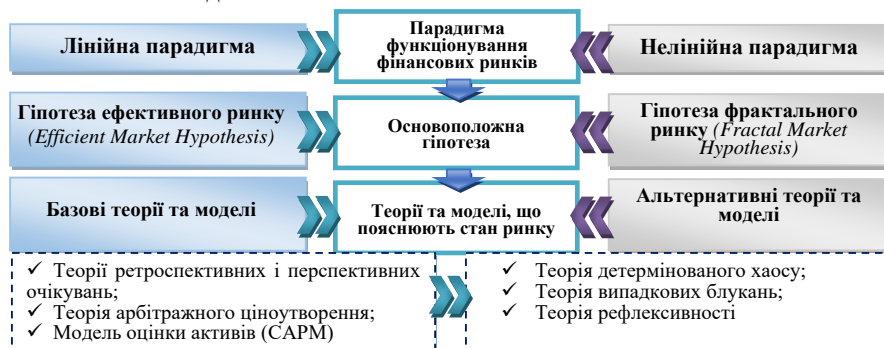 Лінійна парадигма
Парадигма
функціонування
фінансових ринків
Нелінійна парадигма
Гіпотеза ефективного ринку
(Efficient Market Hypothesis)
Основоположна
гіпотеза
Гіпотеза фрактального
ринку (Fractal Market
Hypothesis)
Базові теорії та моделі
Теорії та моделі, що
пояснюють стан ринку
Альтернативні теорії та
моделі
✓ Теорії ретроспективних і перспективних
очікувань;
✓ Теорія арбітражного ціноутворення;
✓ Модель оцінки активів (CAPM)
✓ Теорія детермінованого хаосу;
✓ Теорія випадкових блукань;
✓ Теорія рефлексивності